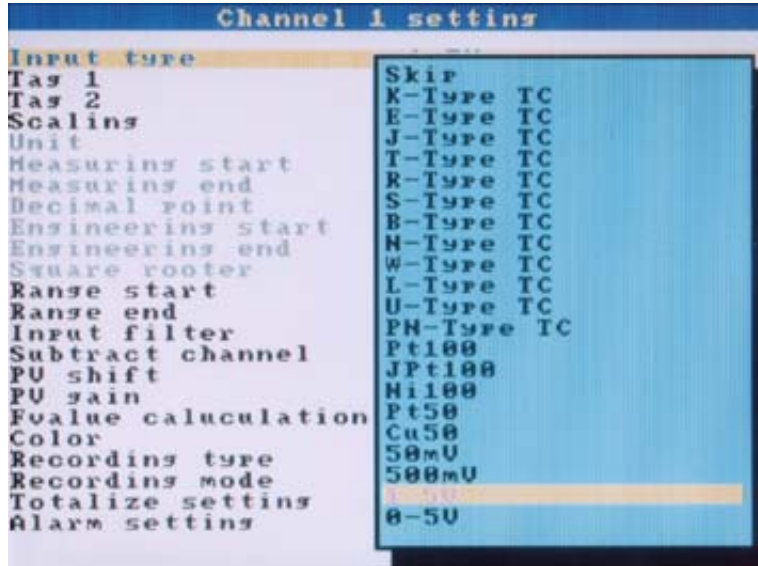 Channel 1 setting
Input type
Tag 1
Tag 2
Scaling
Unit
Measuring start
Measuring end
Decimal point
Engineering start
Engineering end
Square rooter
Range start
Range end
Input filter
Subtract channel
PV shift
PV gain
Fvalue caluculation
Color
Recording type
Recording mode
Totalize setting
Alarm setting
Skip
K-Type TC
E-Type TC
J-Type TC
T-Type TC
R-Type TC
S-Type TC
B-Type TC
N-Type TC
W-Type TC
L-Type TC
U-Type TC
PN-Type TC
Pt100
JPt100
Ni100
Pt50
Cu50
50mV
500mV
1-5V
0-5V